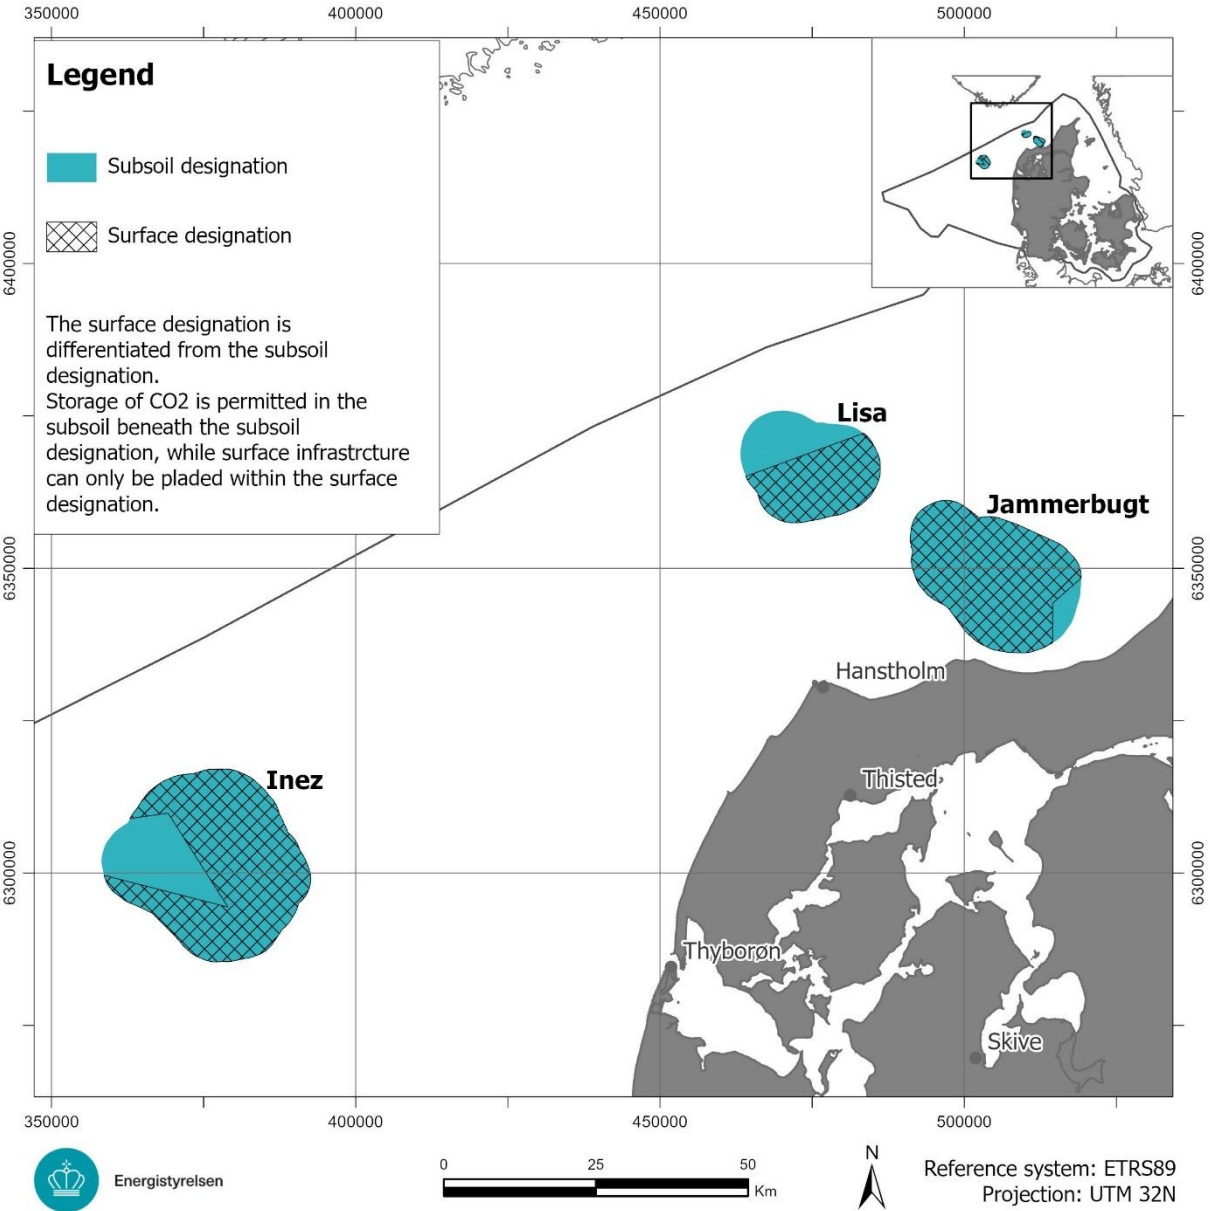 350000 400000 450000 500000
Legend
Subsoil designation
Surface designation
The surface designation is
differentiated from the subsoil
designation.
Storage of CO2 is permitted in the
subsoil beneath the subsoil
designation, while surface infrastrcture
can only be pladed within the surface
designation.
6400000 6400000
Lisa
Jammerbugt
6350000 6350000
Hanstholm
Inez
Thisted
6300000 6300000
Thyborøn
Skive
350000 400000 450000 500000
Energistyrelsen
0 25 50
Km
N
Reference system: ETRS89
Projection: UTM 32N